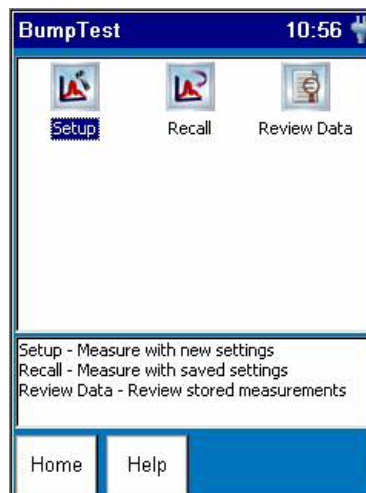 BumpTest 10:56
Setup Recall Review Data
Setup - Measure with new settings
Recall - Measure with saved settings
Review Data - Review stored measurements
Home Help